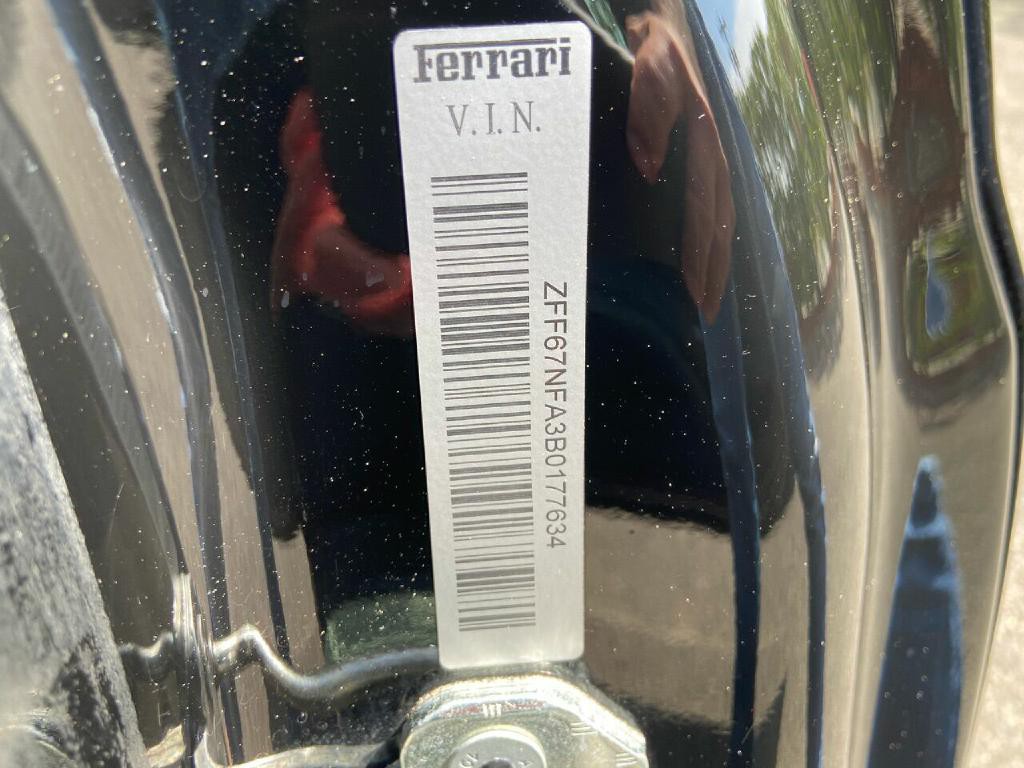 Ferrari
V. I. N.
ZFF67NFA3B0177634